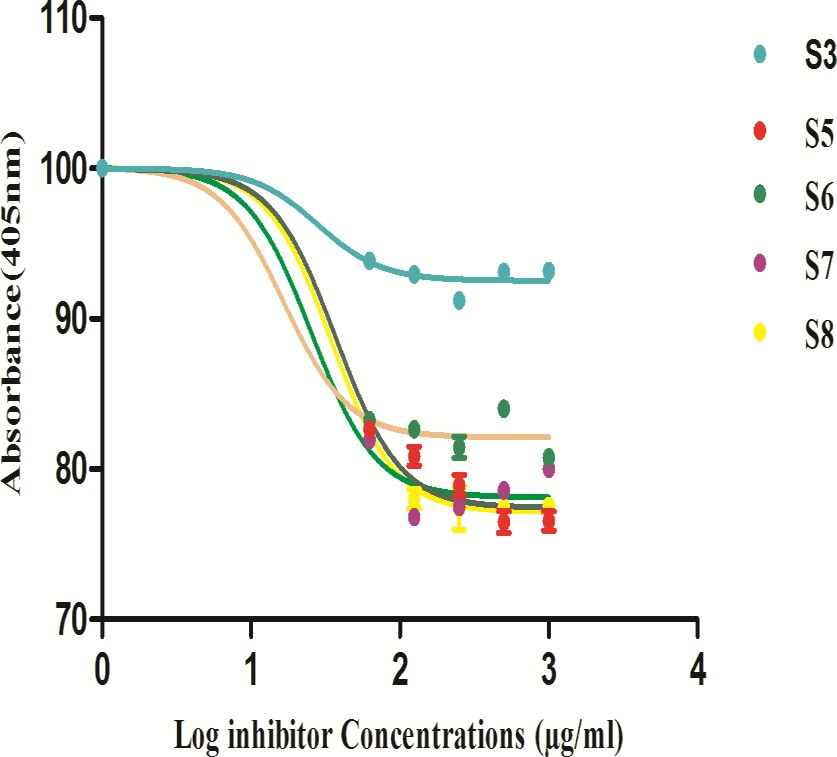 110
100
90
80
70
0 1 2 3 4
Absorbance(405nm)
Log inhibitor Concentrations (µg/ml)
S3
S5
S6
S7
S8